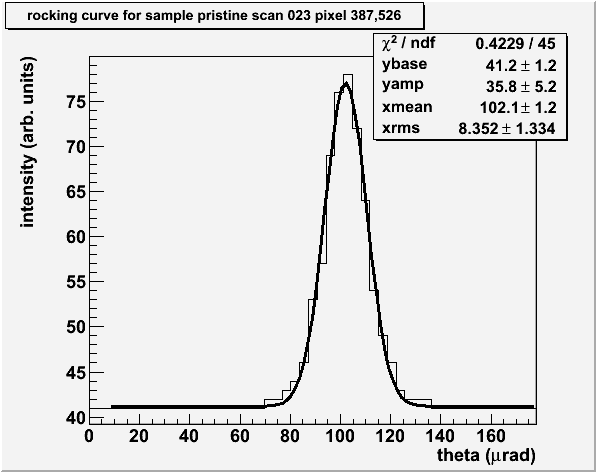 rocking curve for sample pristine scan 023 pixel 387,526
χ² / ndf 0.4229 / 45
ybase 41.2 ± 1.2
yamp 35.8 ± 5.2
xmean 102.1 ± 1.2
xrms 8.352 ± 1.334
intensity (arb. units)
75
70
65
60
55
50
45
40
0 20 40 60 80 100 120 140 160
theta (μrad)